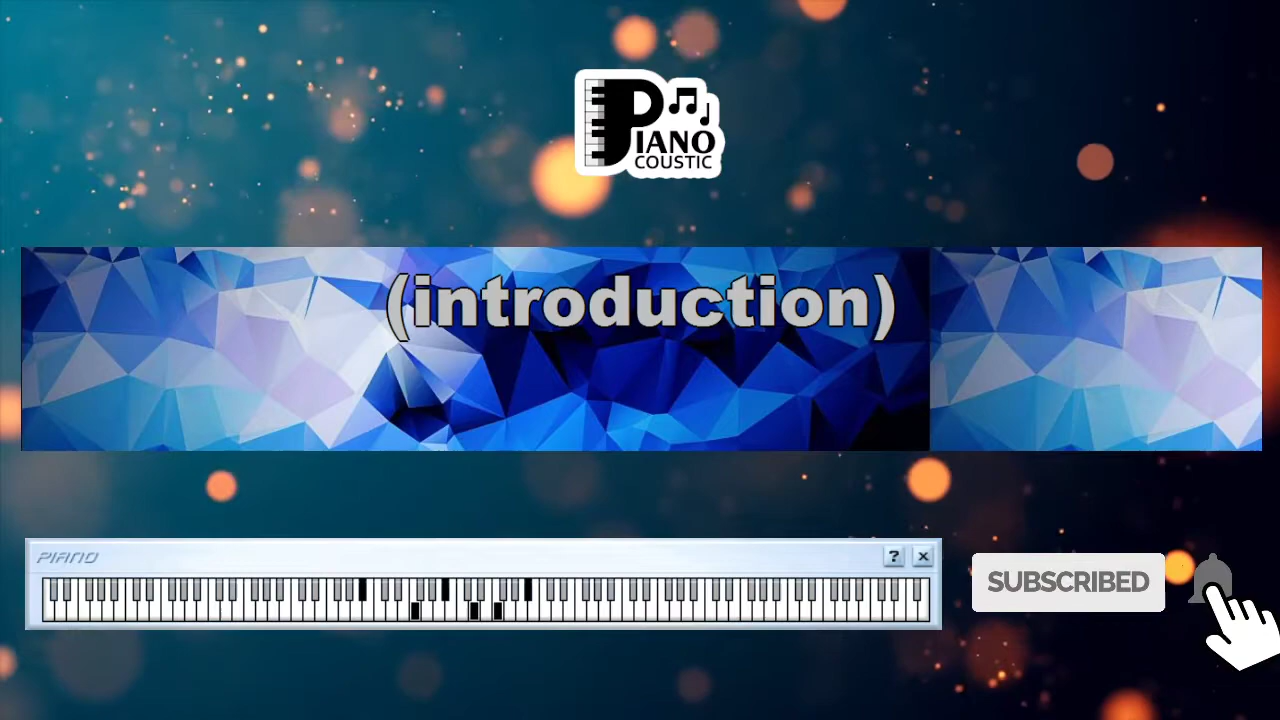 PIANO
COUSTIC
(introduction)
PIANO
?
SUBSCRIBED